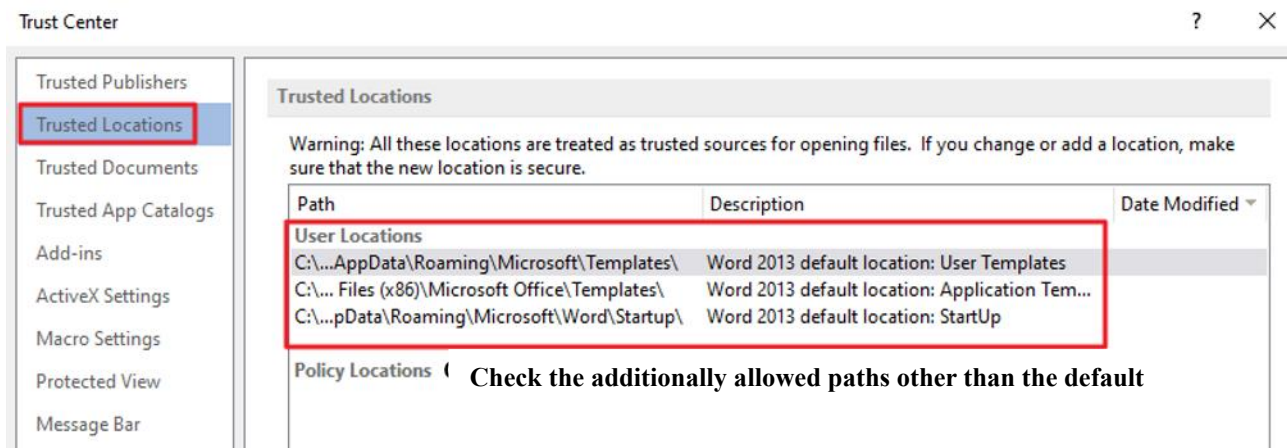 Trust Center
? ×
Trusted Publishers
Trusted Locations
Trusted Documents
Trusted App Catalogs
Add-ins
ActiveX Settings
Macro Settings
Protected View
Message Bar
Trusted Locations
Warning: All these locations are treated as trusted sources for opening files. If you change or add a location, make
sure that the new location is secure.
Path Description Date Modified
User Locations
C:\...AppData\Roaming\Microsoft\Templates\ Word 2013 default location: User Templates
C:\... Files (x86)\Microsoft Office\Templates\ Word 2013 default location: Application Tem...
C:\...pData\Roaming\Microsoft\Word\Startup\ Word 2013 default location: StartUp
Policy Locations Check the additionally allowed paths other than the default